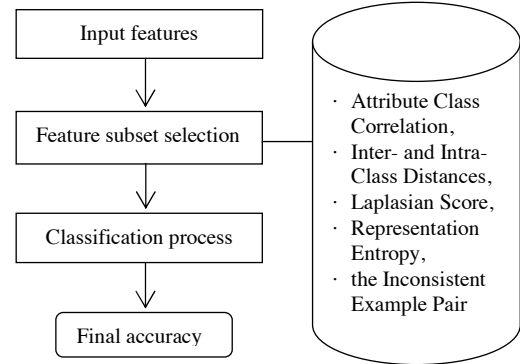 Input features
Feature subset selection
Classification process
Final accuracy
· Attribute Class
Correlation,
· Inter- and Intra-
Class Distances,
· Laplasian Score,
· Representation
Entropy,
· the Inconsistent
Example Pair